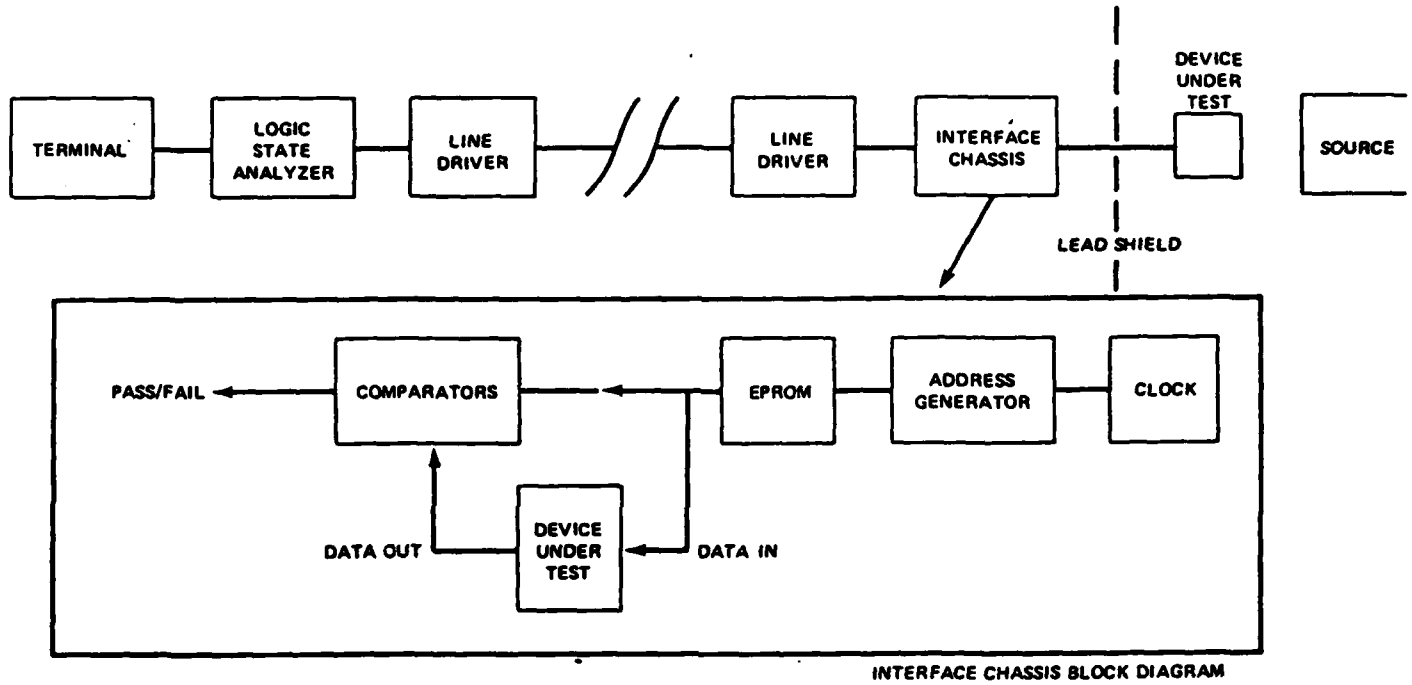 DEVICE
UNDER
TEST
TERMINAL
LOGIC
STATE
ANALYZER
LINE
DRIVER
LINE
DRIVER
INTERFACE
CHASSIS
SOURCE
LEAD SHIELD
PASS/FAIL
COMPARATORS
EPROM
ADDRESS
GENERATOR
CLOCK
DATA OUT
DEVICE
UNDER
TEST
DATA IN
INTERFACE CHASSIS BLOCK DIAGRAM